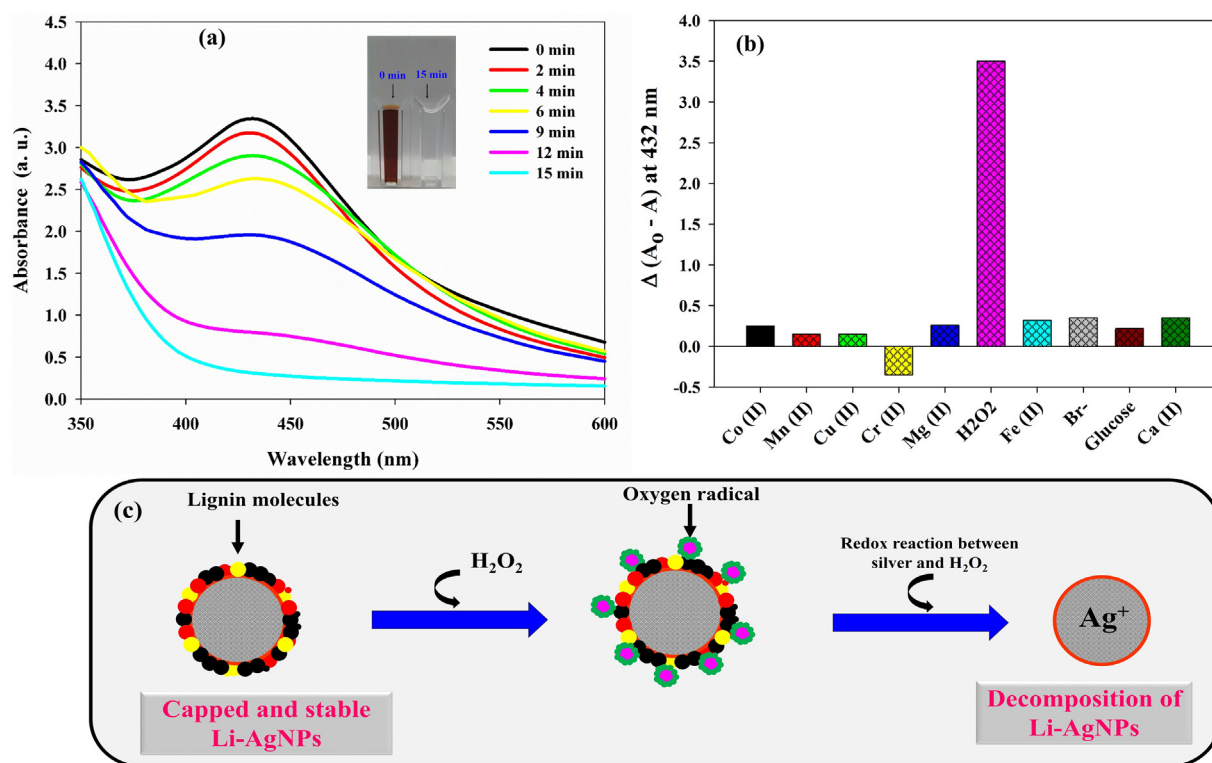 (a)
4.5
4.0
3.5
3.0
2.5
2.0
1.5
1.0
0.5
0.0
Absorbance (a. u.)
350
400
450
500
550
600
Wavelength (nm)
0 min
15 min
0 min
2 min
4 min
6 min
9 min
12 min
15 min
(b)
4.0
3.5
3.0
2.5
2.0
1.5
1.0
0.5
0.0
-0.5
Δ (A₀ - A) at 432 nm
Co (II)
Mn (II)
Cu (II)
Cr (II)
Mg (II)
H2O2
Fe (II)
Br-
Glucose
Ca (II)
(c)
Lignin molecules
H₂O₂
Oxygen radical
Redox reaction between
silver and H₂O₂
Ag⁺
Capped and stable
Li-AgNPs
Decomposition of
Li-AgNPs